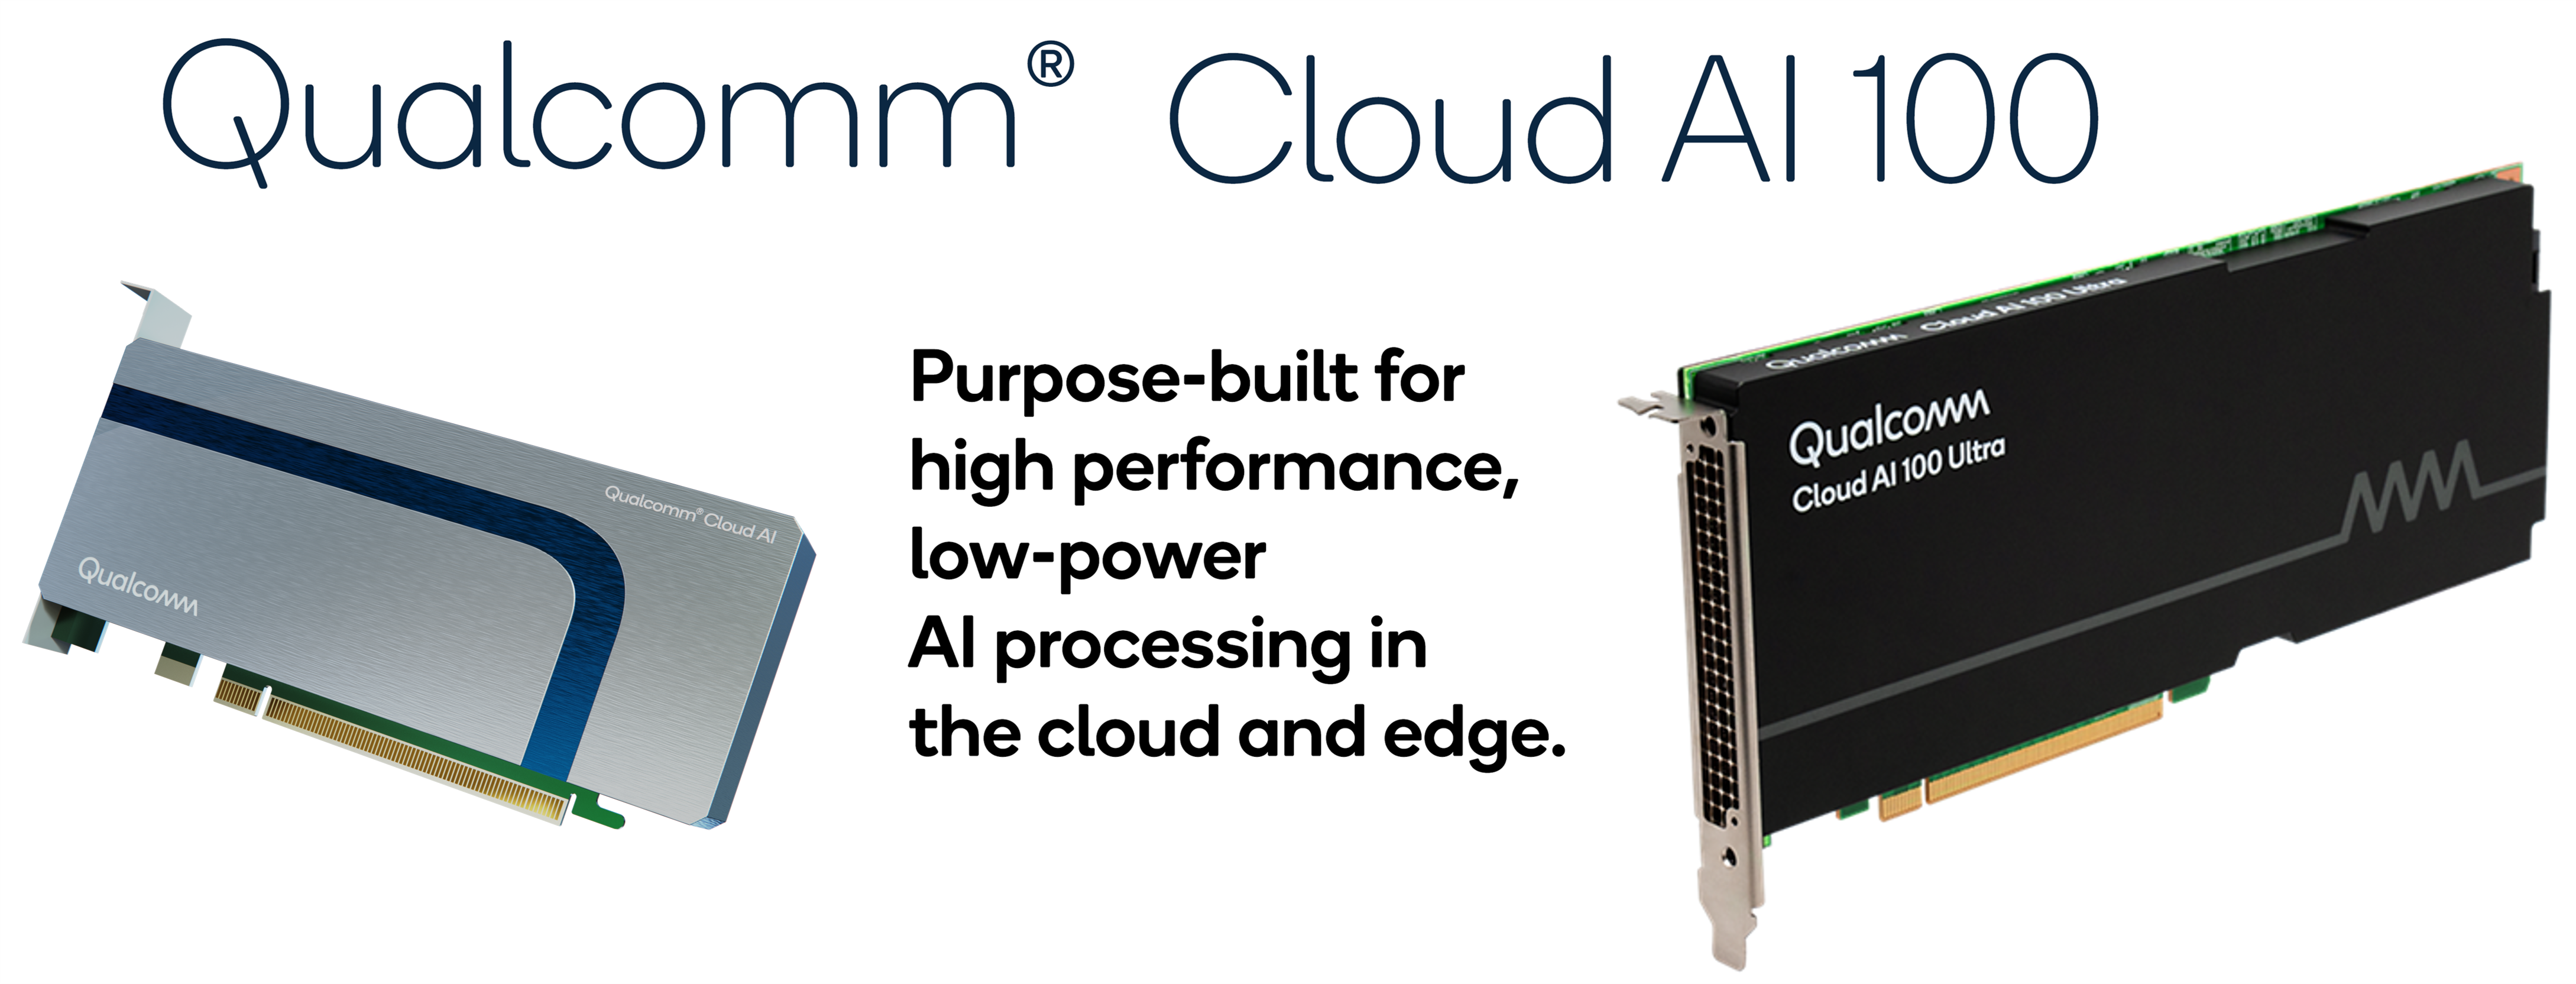 Qualcomm® Cloud AI 100
Qualcomm® Cloud AI
Qualcomm
Purpose-built for
high performance,
low-power
AI processing in
the cloud and edge.
Qualcomm Cloud AI 100 Ultra
Qualcomm
Cloud AI 100 Ultra